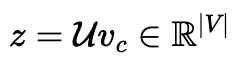 z = 𝒰v_c ∈ ℝ^{|V|}